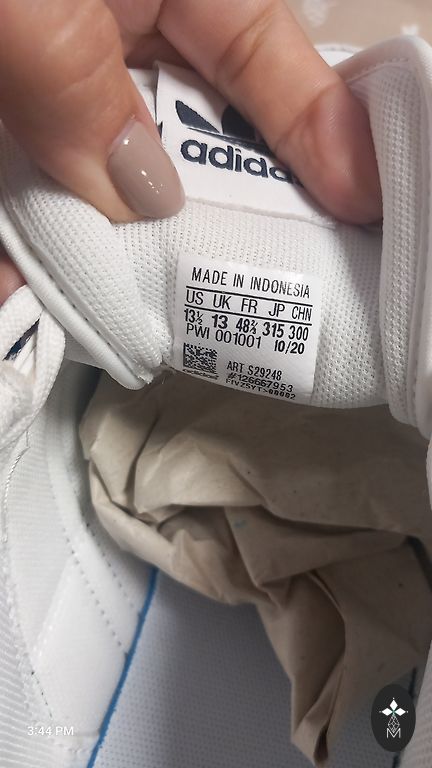 adidas
MADE IN INDONESIA
US UK FR JP CHN
13½ 13 48⅔ 315 300
PWI 001001 10/20
ART S29248
#126667953
3:44 PM
M